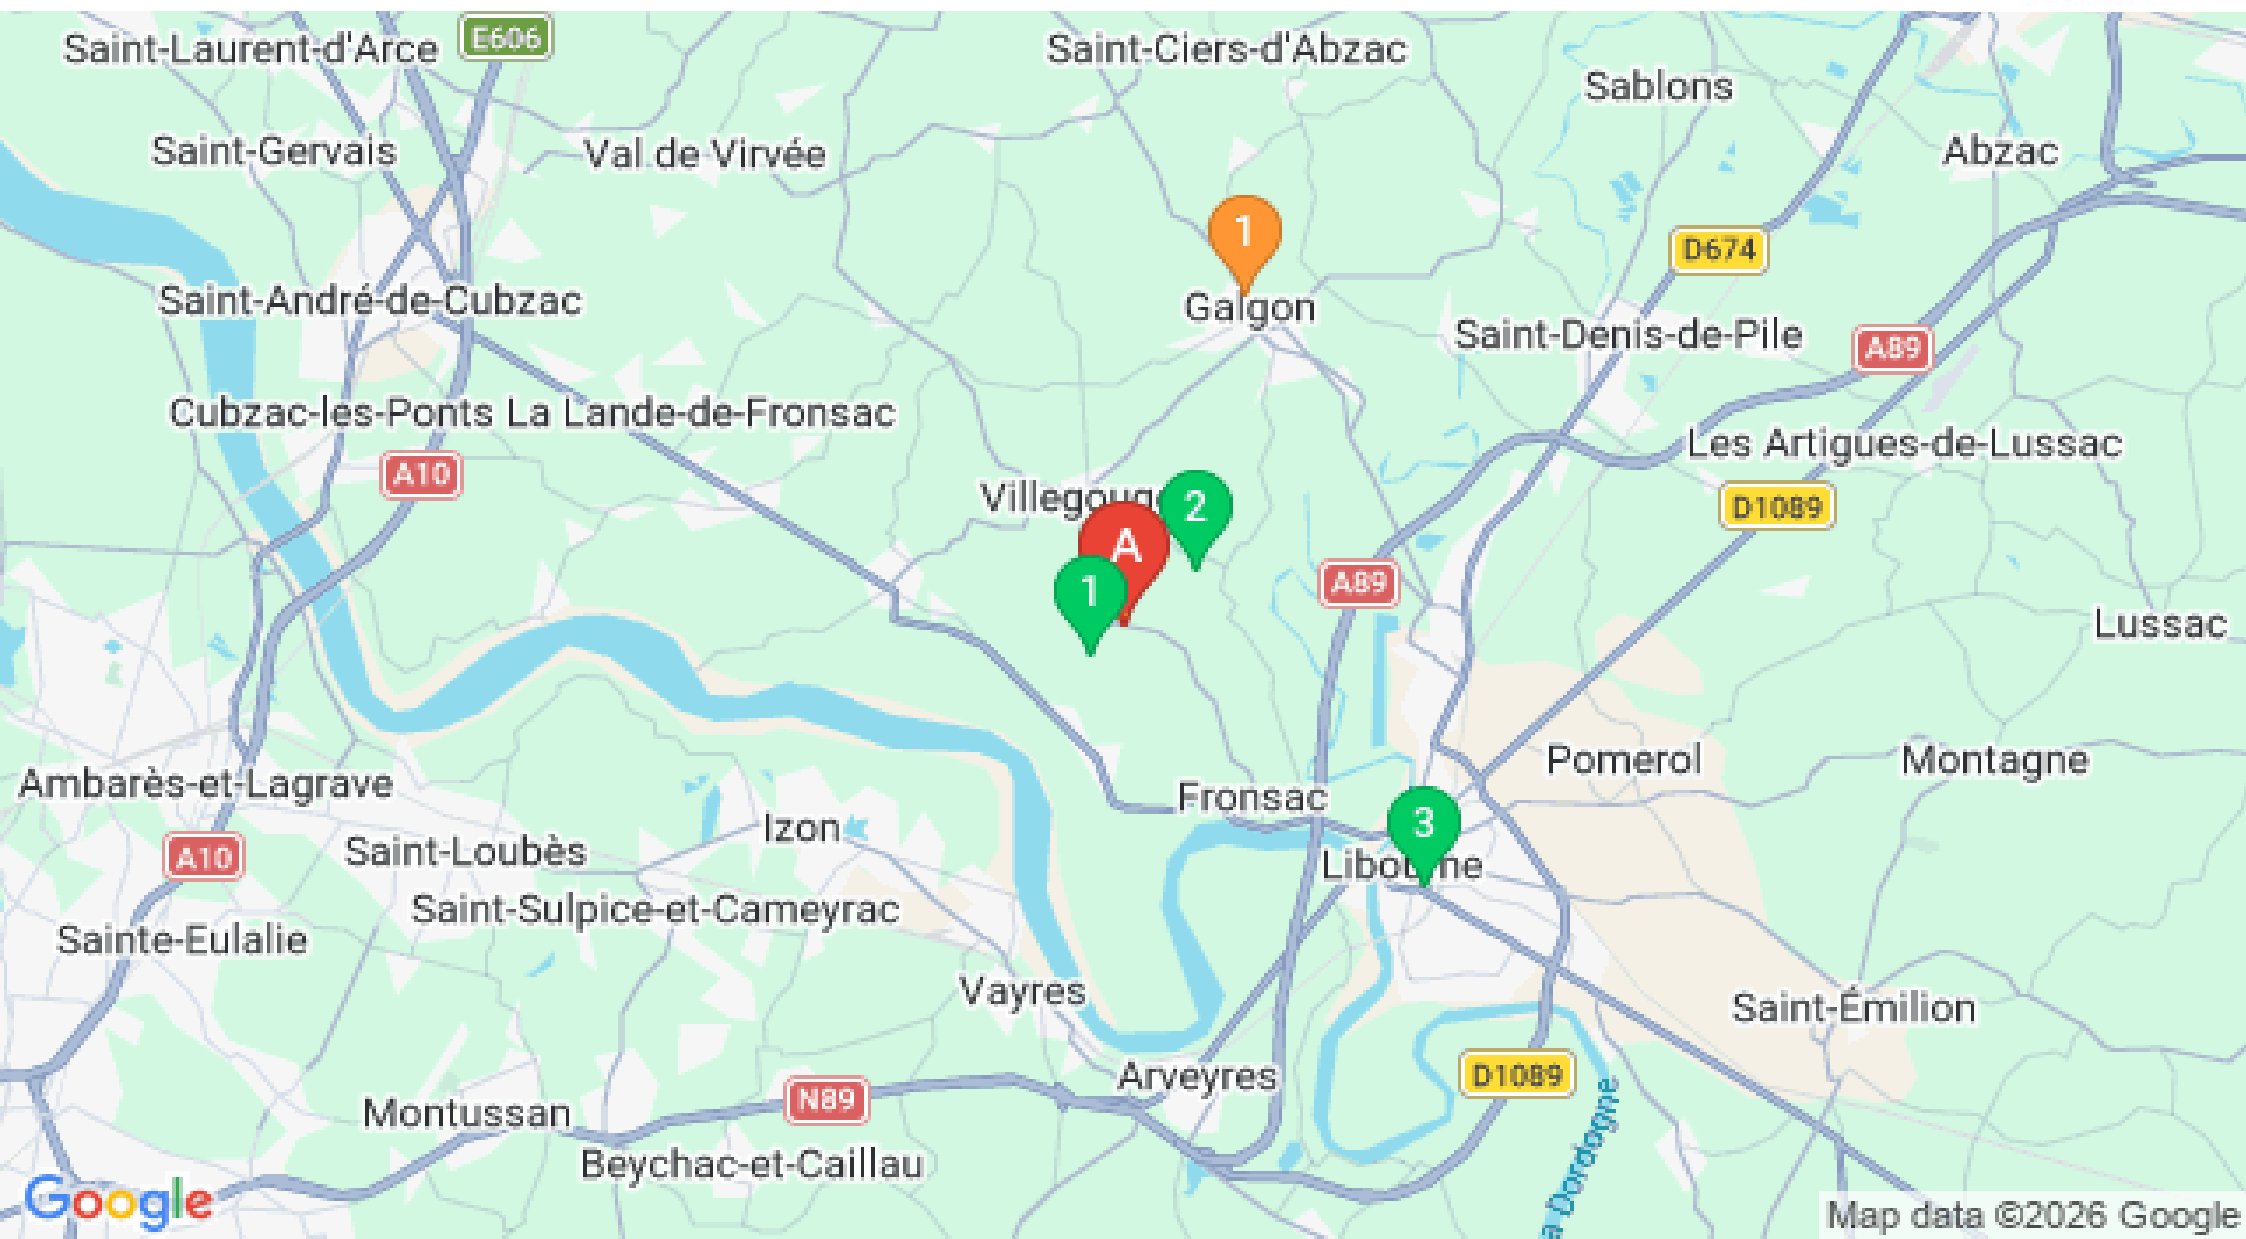 Saint-Laurent-d'Arce
E606
Saint-Ciers-d'Abzac
Sablons
Saint-Gervais
Val de Virvée
Abzac
1
D674
Saint-André-de-Cubzac
Galgon
Saint-Denis-de-Pile
A89
Cubzac-les-Ponts
La Lande-de-Fronsac
Les Artigues-de-Lussac
A10
Villegouge
2
D1089
A
A89
1
Lussac
Pomerol
Montagne
Ambarès-et-Lagrave
Fronsac
Izon
3
A10
Saint-Loubès
Libourne
Saint-Sulpice-et-Cameyrac
Sainte-Eulalie
Vayres
Saint-Émilion
Arveyres
D1089
N89
Montussan
Beychac-et-Caillau
a Dordogne
Google
Map data ©2026 Google